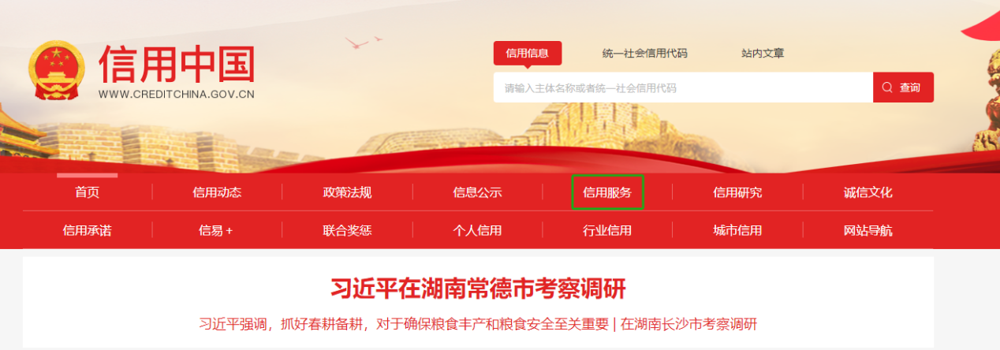 信用中国
WWW.CREDITCHINA.GOV.CN
信用信息 统一社会信用代码 站内文章
请输入主体名称或者统一社会信用代码 查询
首页 信用动态 政策法规 信息公示 信用服务 信用研究 诚信文化
信用承诺 信易+ 联合奖惩 个人信用 行业信用 城市信用 网站导航
习近平在湖南常德市考察调研
习近平强调，抓好春耕备耕，对于确保粮食丰产和粮食安全至关重要 | 在湖南长沙市考察调研